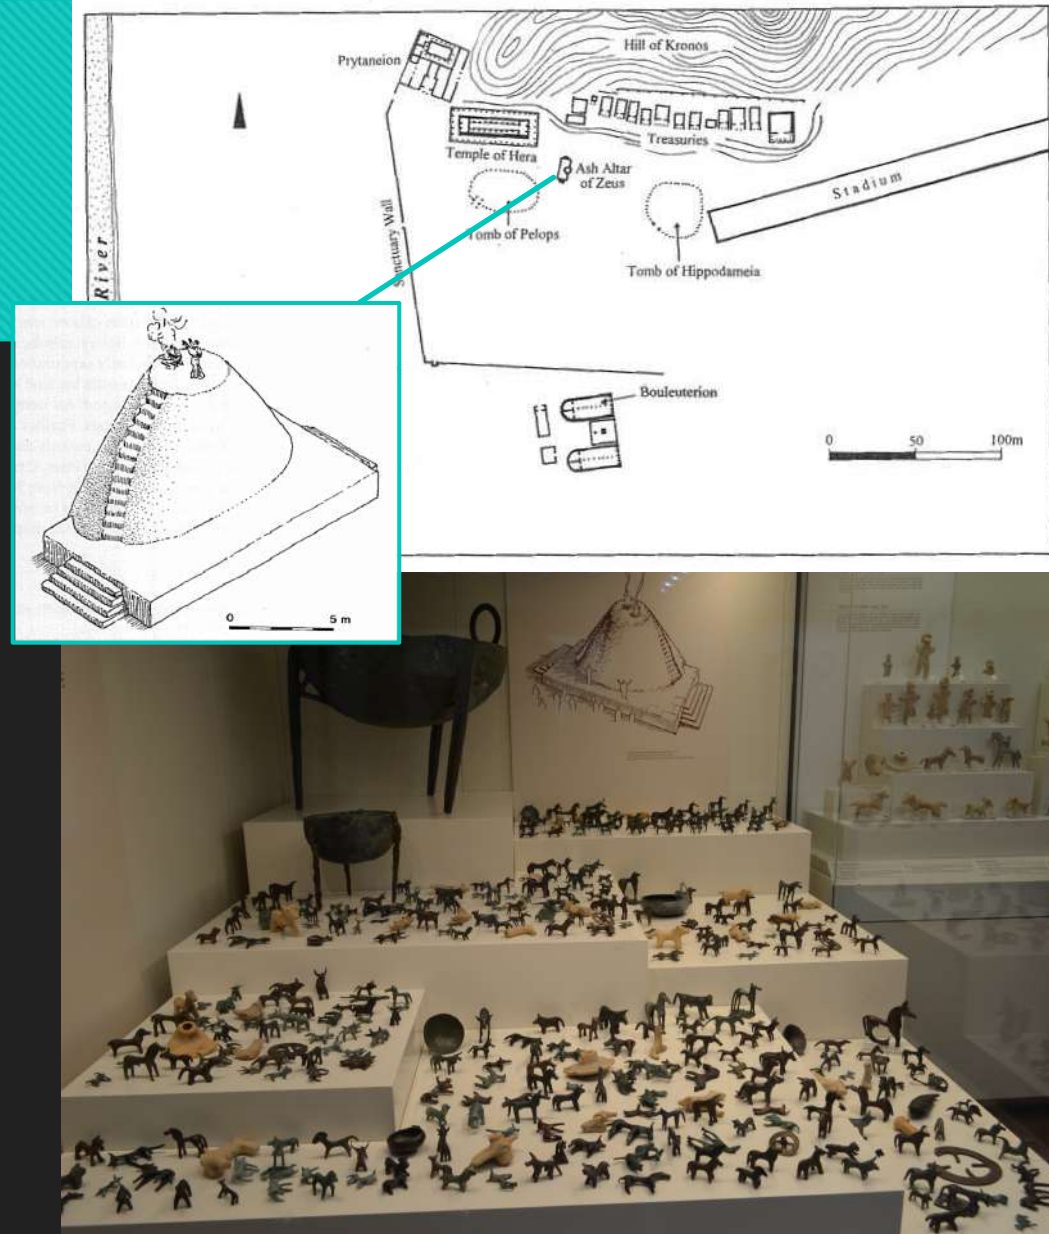 Hill of Kronos
Prytaneion
Treasuries
Temple of Hera
Ash Altar
of Zeus
Stadium
Sanctuary Wall
Tomb of Pelops
River
Tomb of Hippodameia
Bouleuterion
0 50 100m
0 5 m